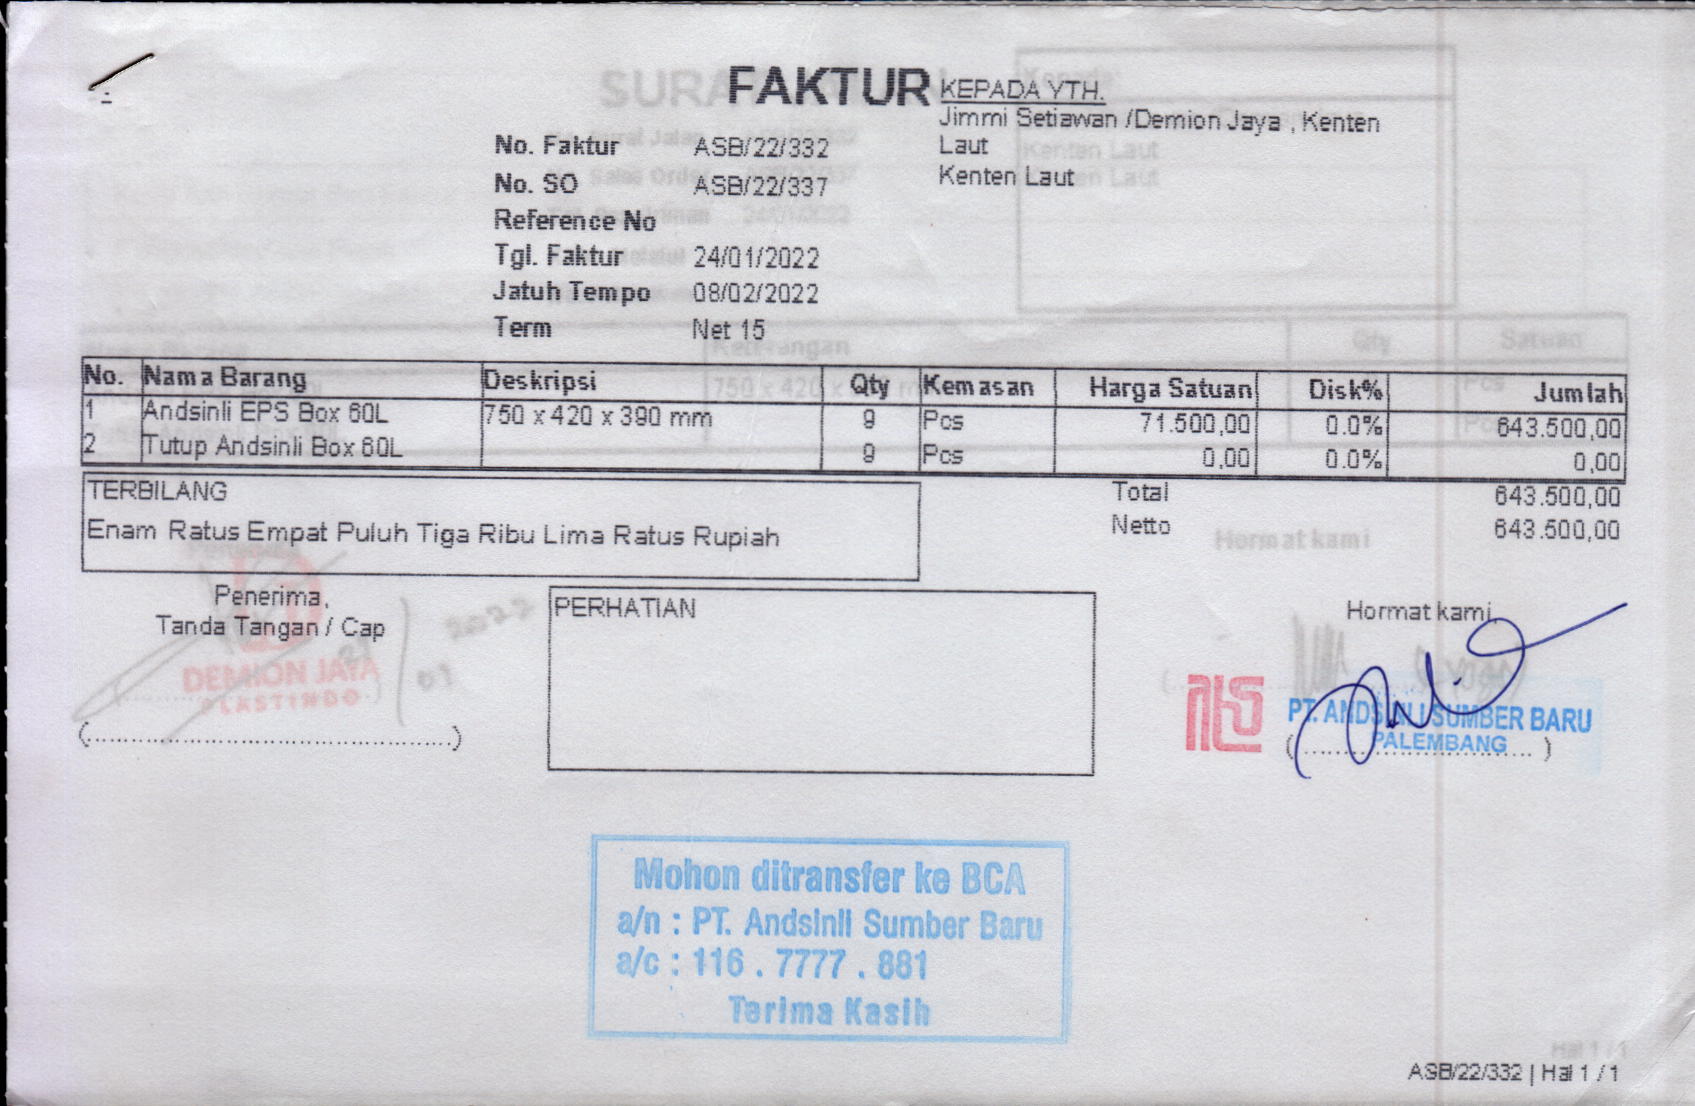 FAKTUR
KEPADA YTH.
Jimmi Setiawan /Demion Jaya , Kenten
Laut
Kenten Laut
No. Faktur ASB/22/332
No. SO ASB/22/337
Reference No
Tgl. Faktur 24/01/2022
Jatuh Tempo 08/02/2022
Term Net 15
No. Nama Barang Deskripsi Qty Kemasan Harga Satuan Disk% Jumlah
1 Andsinli EPS Box 60L 750 x 420 x 390 mm 9 Pcs 71.500,00 0.0% 643.500,00
2 Tutup Andsinli Box 60L 9 Pcs 0,00 0.0% 0,00
TERBILANG
Enam Ratus Empat Puluh Tiga Ribu Lima Ratus Rupiah
Total 643.500,00
Netto 643.500,00
Penerima,
Tanda Tangan / Cap
DEMION JAYA
PLASTINDO
PERHATIAN
Hormat kami,
PT. ANDSINLI SUMBER BARU
PALEMBANG
Mohon ditransfer ke BCA
a/n : PT. Andsinli Sumber Baru
a/c : 116 . 7777 . 881
Terima Kasih
ASB/22/332 | Hal 1 / 1